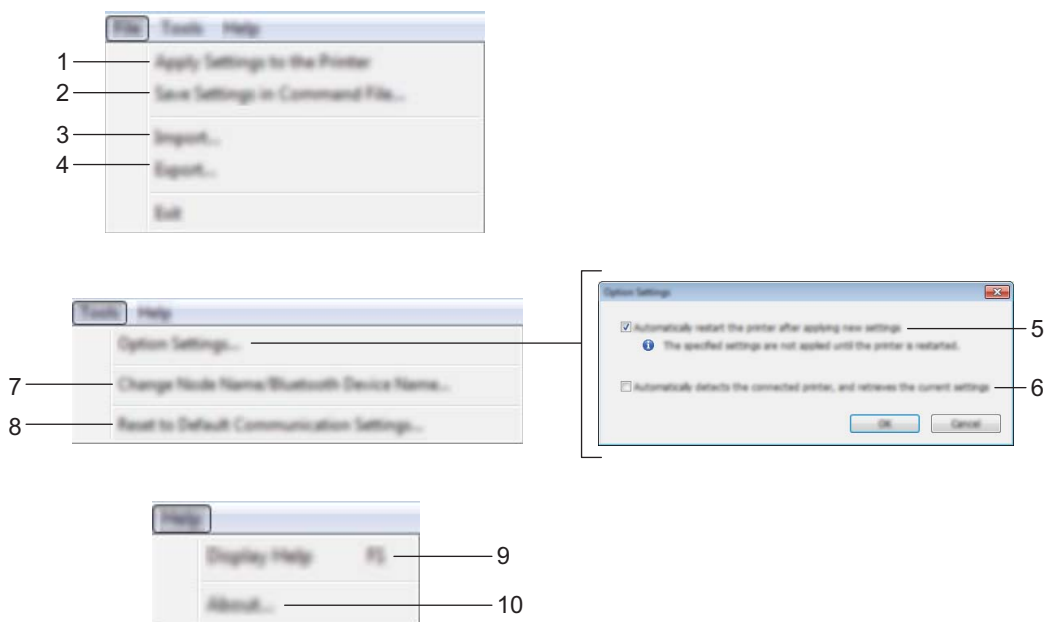 File Tools Help
1 Apply Settings to the Printer
2 Save Settings in Command File...
3 Import...
4 Export...
Exit
Tools Help
Option Settings...
7 Change Node Name/Bluetooth Device Name...
8 Reset to Default Communication Settings...
Option Settings
Automatically restart the printer after applying new settings 5
The specified settings are not applied until the printer is restarted.
Automatically detects the connected printer, and retrieves the current settings 6
OK Cancel
Help
Display Help F1 9
About... 10